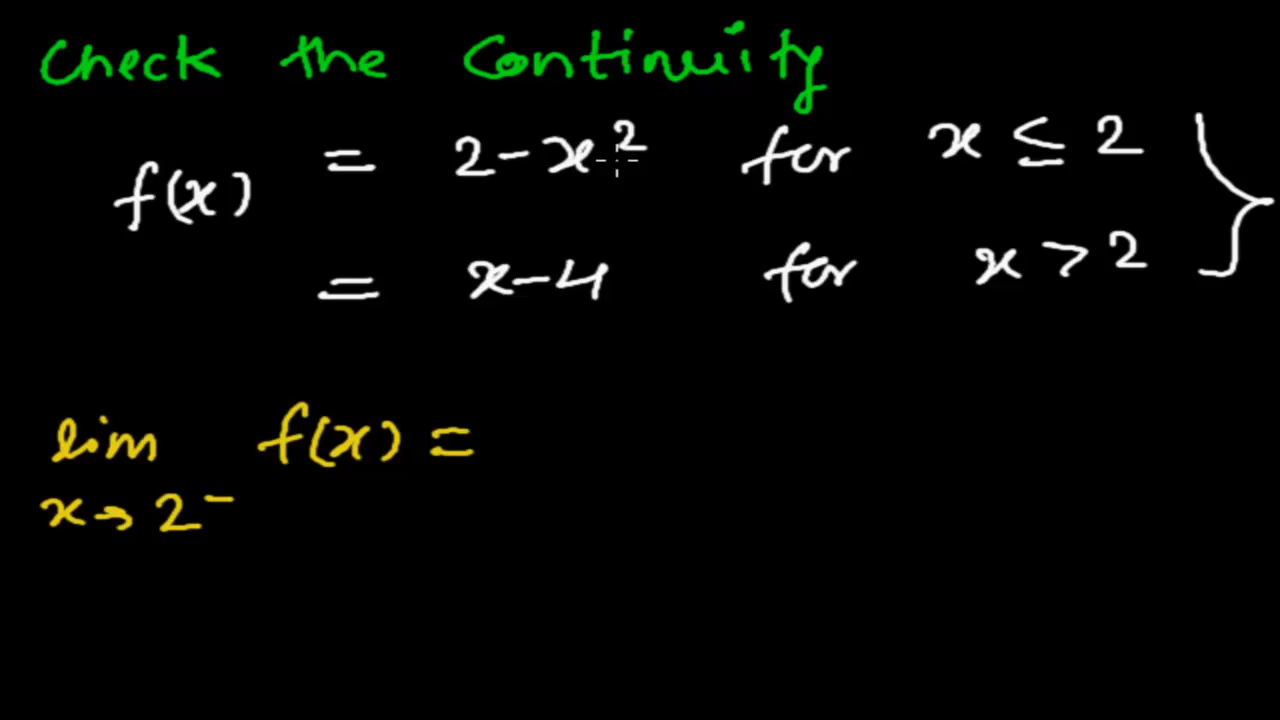 Check the Continuity
f(x) = 2 - x² for x ≤ 2
= x - 4 for x > 2
lim f(x) =
x → 2⁻